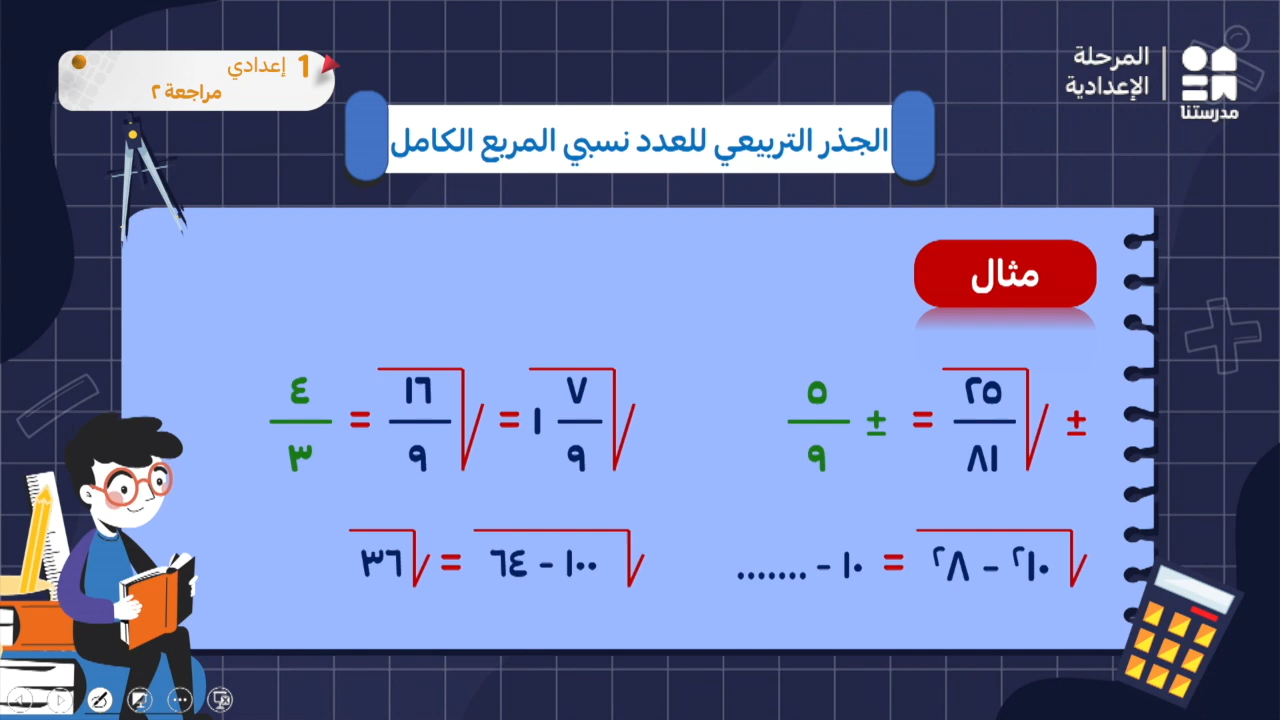 المرحلة
الإعدادية
مدرستنا
1 إعدادي
مراجعة ٢
الجذر التربيعي للعدد نسبي المربع الكامل
مثال
± √(٢٥/٨١) = ± ٥/٩
√(١ ٧/٩) = √(١٦/٩) = ٤/٣
√(١٠² – ٨²) = ١٠ – .......
√(١٠٠ – ٦٤) = √٣٦